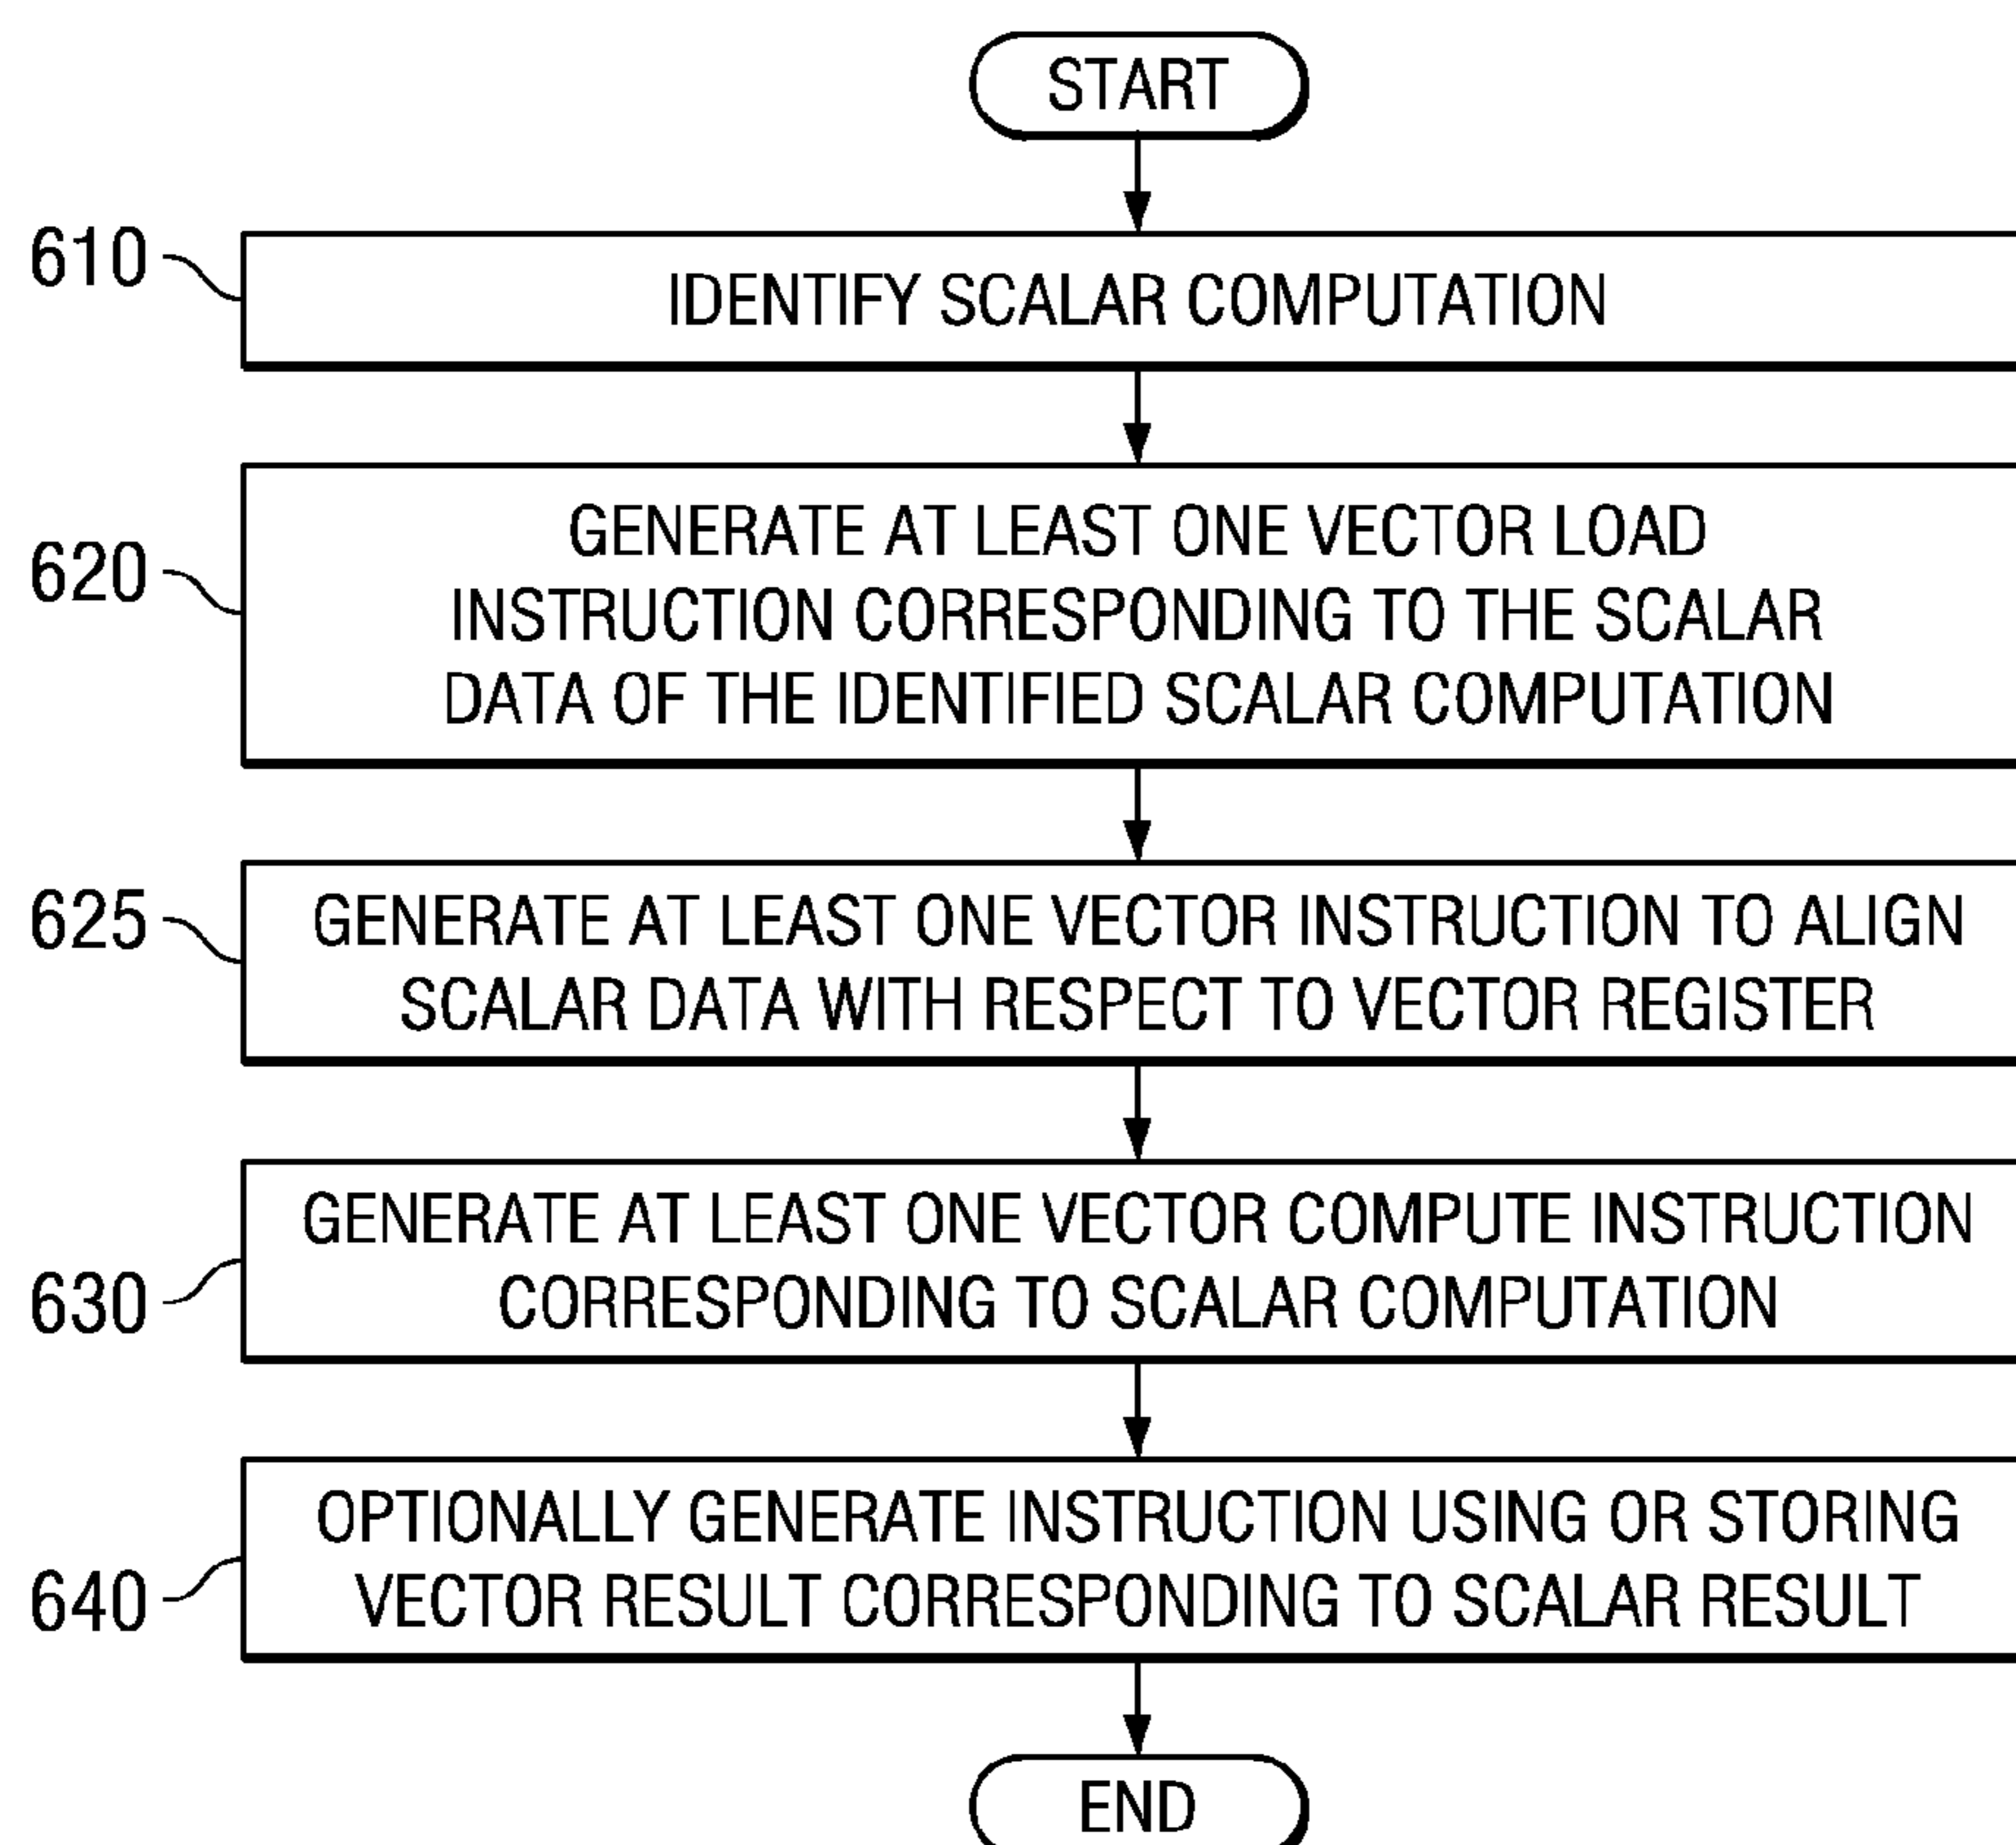 START
610
IDENTIFY SCALAR COMPUTATION
620
GENERATE AT LEAST ONE VECTOR LOAD
INSTRUCTION CORRESPONDING TO THE SCALAR
DATA OF THE IDENTIFIED SCALAR COMPUTATION
625
GENERATE AT LEAST ONE VECTOR INSTRUCTION TO ALIGN
SCALAR DATA WITH RESPECT TO VECTOR REGISTER
630
GENERATE AT LEAST ONE VECTOR COMPUTE INSTRUCTION
CORRESPONDING TO SCALAR COMPUTATION
640
OPTIONALLY GENERATE INSTRUCTION USING OR STORING
VECTOR RESULT CORRESPONDING TO SCALAR RESULT
END